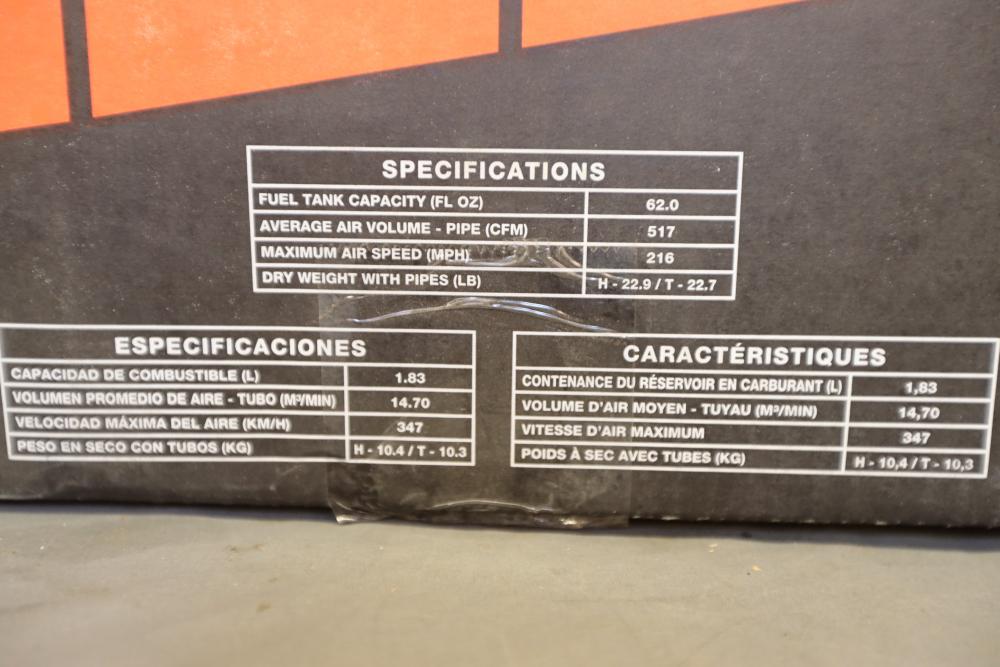 SPECIFICATIONS
FUEL TANK CAPACITY (FL OZ) 62.0
AVERAGE AIR VOLUME - PIPE (CFM) 517
MAXIMUM AIR SPEED (MPH) 216
DRY WEIGHT WITH PIPES (LB) H - 22.9 / T - 22.7
ESPECIFICACIONES
CAPACIDAD DE COMBUSTIBLE (L) 1.83
VOLUMEN PROMEDIO DE AIRE - TUBO (M³/MIN) 14.70
VELOCIDAD MÁXIMA DEL AIRE (KM/H) 347
PESO EN SECO CON TUBOS (KG) H - 10.4 / T - 10.3
CARACTÉRISTIQUES
CONTENANCE DU RÉSERVOIR EN CARBURANT (L) 1,83
VOLUME D'AIR MOYEN - TUYAU (M³/MIN) 14,70
VITESSE D'AIR MAXIMUM 347
POIDS À SEC AVEC TUBES (KG) H - 10,4 / T - 10,3